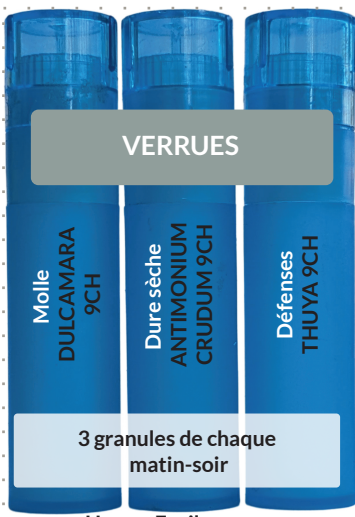 VERRUES
Molle
DULCAMARA
9CH
Dure sèche
ANTIMONIUM
CRUDUM 9CH
Défenses
THUYA 9CH
3 granules de chaque
matin-soir